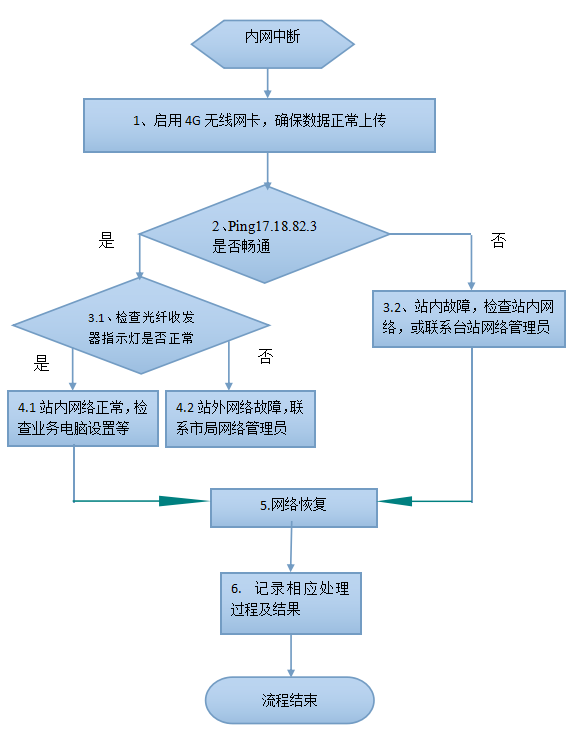 内网中断
1、启用4G无线网卡，确保数据正常上传
2、Ping17.18.82.3
是否畅通
是
否
3.1、检查光纤收发
器指示灯是否正常
3.2、站内故障，检查站内网
络，或联系台站网络管理员
是
否
4.1 站内网络正常，检
查业务电脑设置等
4.2 站外网络故障，联
系市局网络管理员
5.网络恢复
6. 记录相应处理
过程及结果
流程结束